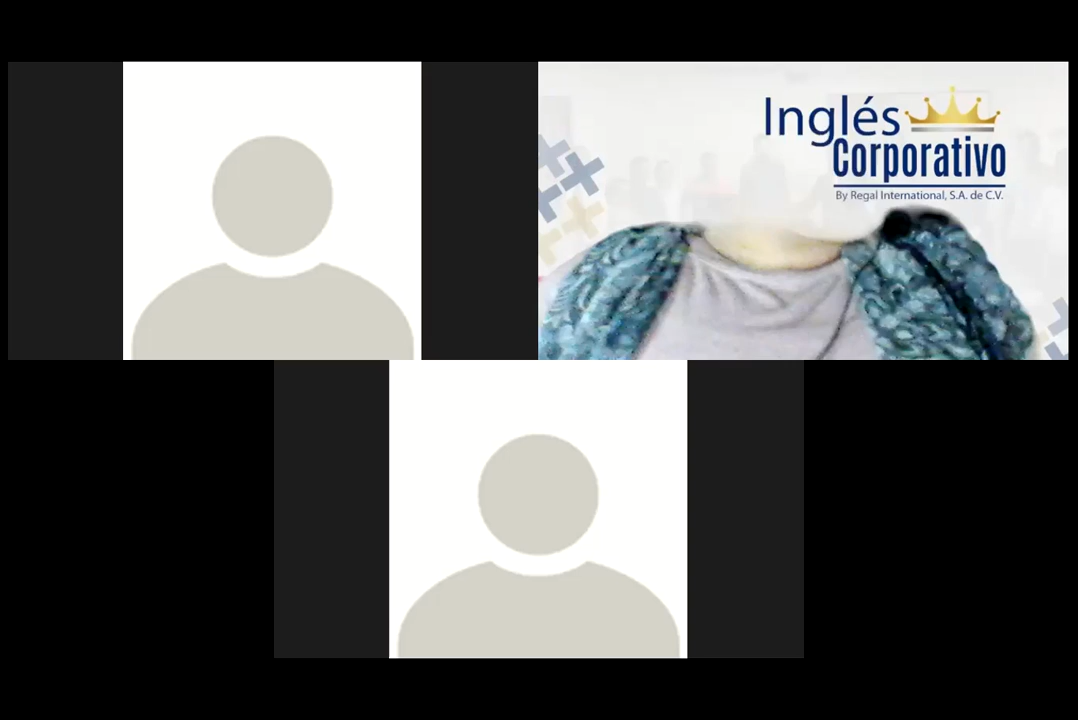 Inglés
Corporativo
By Regal International, S.A. de C.V.